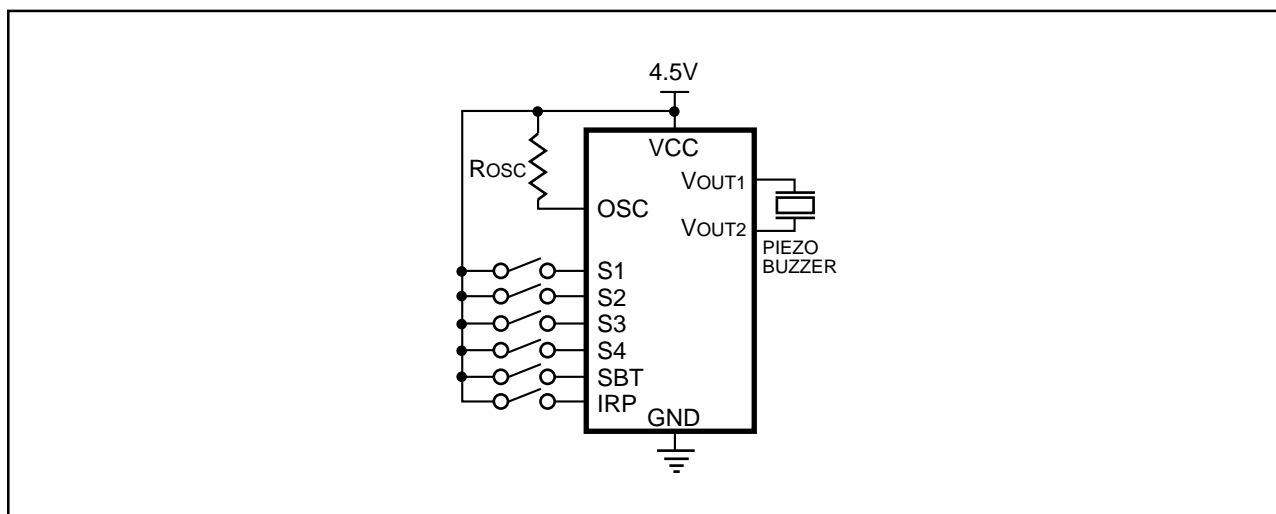 4.5V
VCC
ROSC
VOUT1
OSC
VOUT2
PIEZO
BUZZER
S1
S2
S3
S4
SBT
IRP
GND